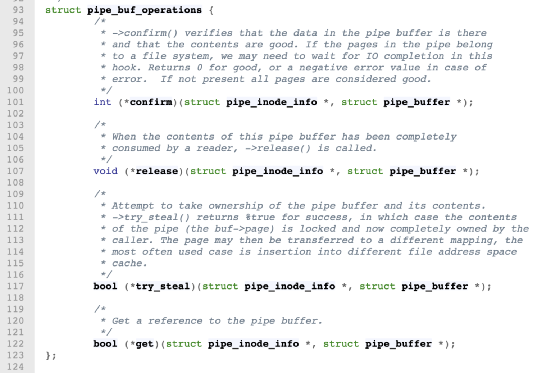 93 struct pipe_buf_operations {
94 /*
95 * ->confirm() verifies that the data in the pipe buffer is there
96 * and that the contents are good. If the pages in the pipe belong
97 * to a file system, we may need to wait for IO completion in this
98 * hook. Returns 0 for good, or a negative error value in case of
99 * error.  If not present all pages are considered good.
100 */
101 int (*confirm)(struct pipe_inode_info *, struct pipe_buffer *);
102
103 /*
104 * When the contents of this pipe buffer has been completely
105 * consumed by a reader, ->release() is called.
106 */
107 void (*release)(struct pipe_inode_info *, struct pipe_buffer *);
108
109 /*
110 * Attempt to take ownership of the pipe buffer and its contents.
111 * ->try_steal() returns %true for success, in which case the contents
112 * of the pipe (the buf->page) is locked and now completely owned by the
113 * caller. The page may then be transferred to a different mapping, the
114 * most often used case is insertion into different file address space
115 * cache.
116 */
117 bool (*try_steal)(struct pipe_inode_info *, struct pipe_buffer *);
118
119 /*
120 * Get a reference to the pipe buffer.
121 */
122 bool (*get)(struct pipe_inode_info *, struct pipe_buffer *);
123 };
124